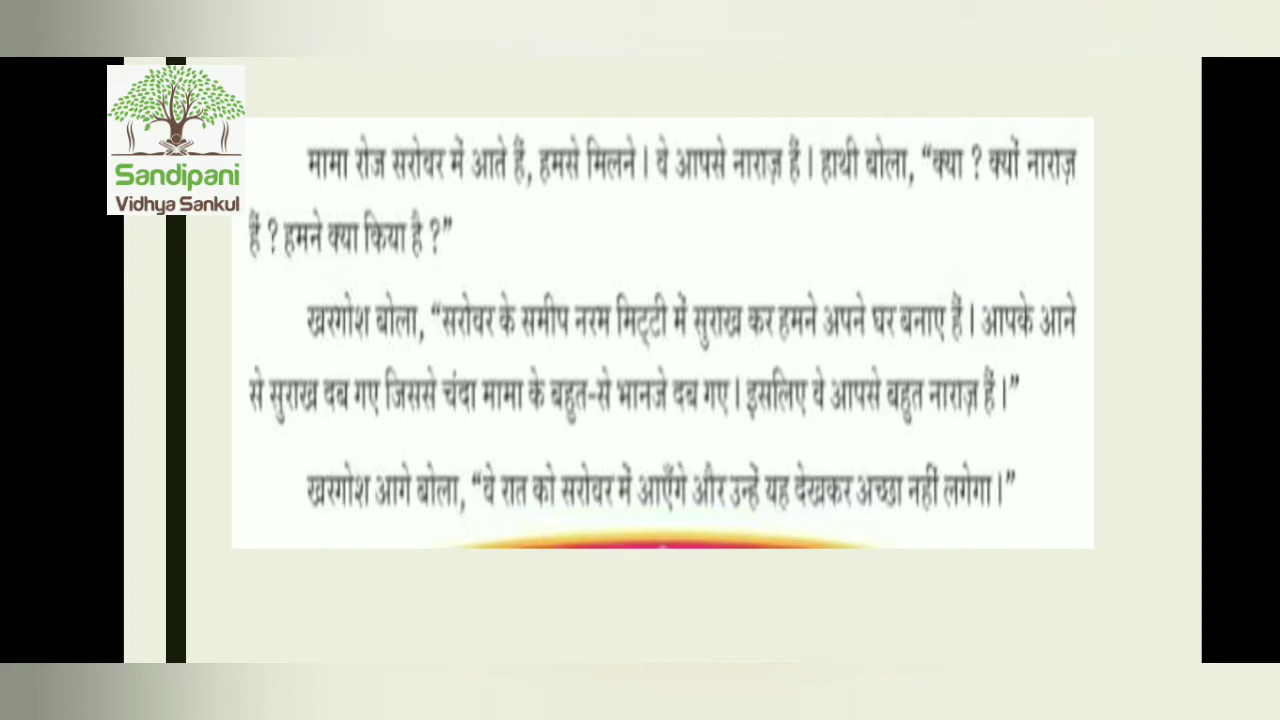 Sandipani
Vidhya Sankul
मामा रोज सरोवर में आते हैं, हमसे मिलने। वे आपसे नाराज़ हैं। हाथी बोला, “क्या ? क्यों नाराज़
हैं ? हमने क्या किया है ?”
खरगोश बोला, “सरोवर के समीप नरम मिट्टी में सुराख कर हमने अपने घर बनाए हैं। आपके आने
से सुराख दब गए जिससे चंदा मामा के बहुत-से भानजे दब गए। इसलिए वे आपसे बहुत नाराज़ हैं।”
खरगोश आगे बोला, “वे रात को सरोवर में आएँगे और उन्हें यह देखकर अच्छा नहीं लगेगा।”